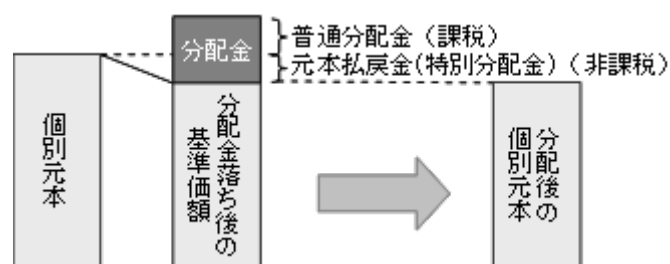 分配金
普通分配金（課税）
元本払戻金(特別分配金)（非課税）
個別元本
分配金落ち後の
基準価額
分配後の
個別元本